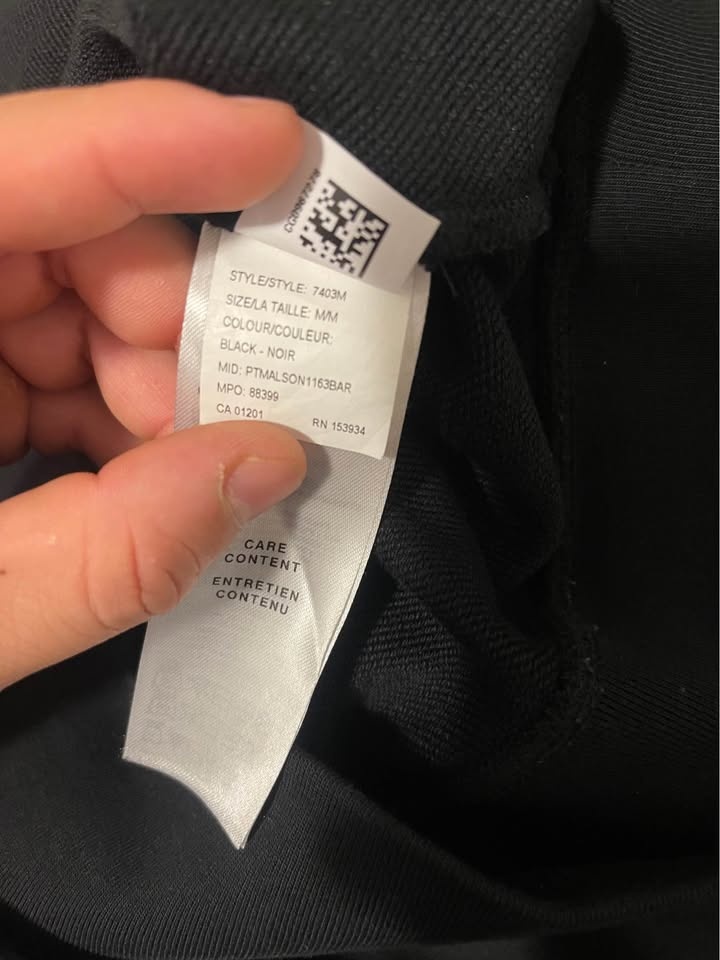 STYLE/STYLE: 7403M
SIZE/LA TAILLE: M/M
COLOUR/COULEUR:
BLACK - NOIR
MID: PTMALSON1163BAR
MPO: 88399
CA 01201 RN 153934
CARE
CONTENT
ENTRETIEN
CONTENU